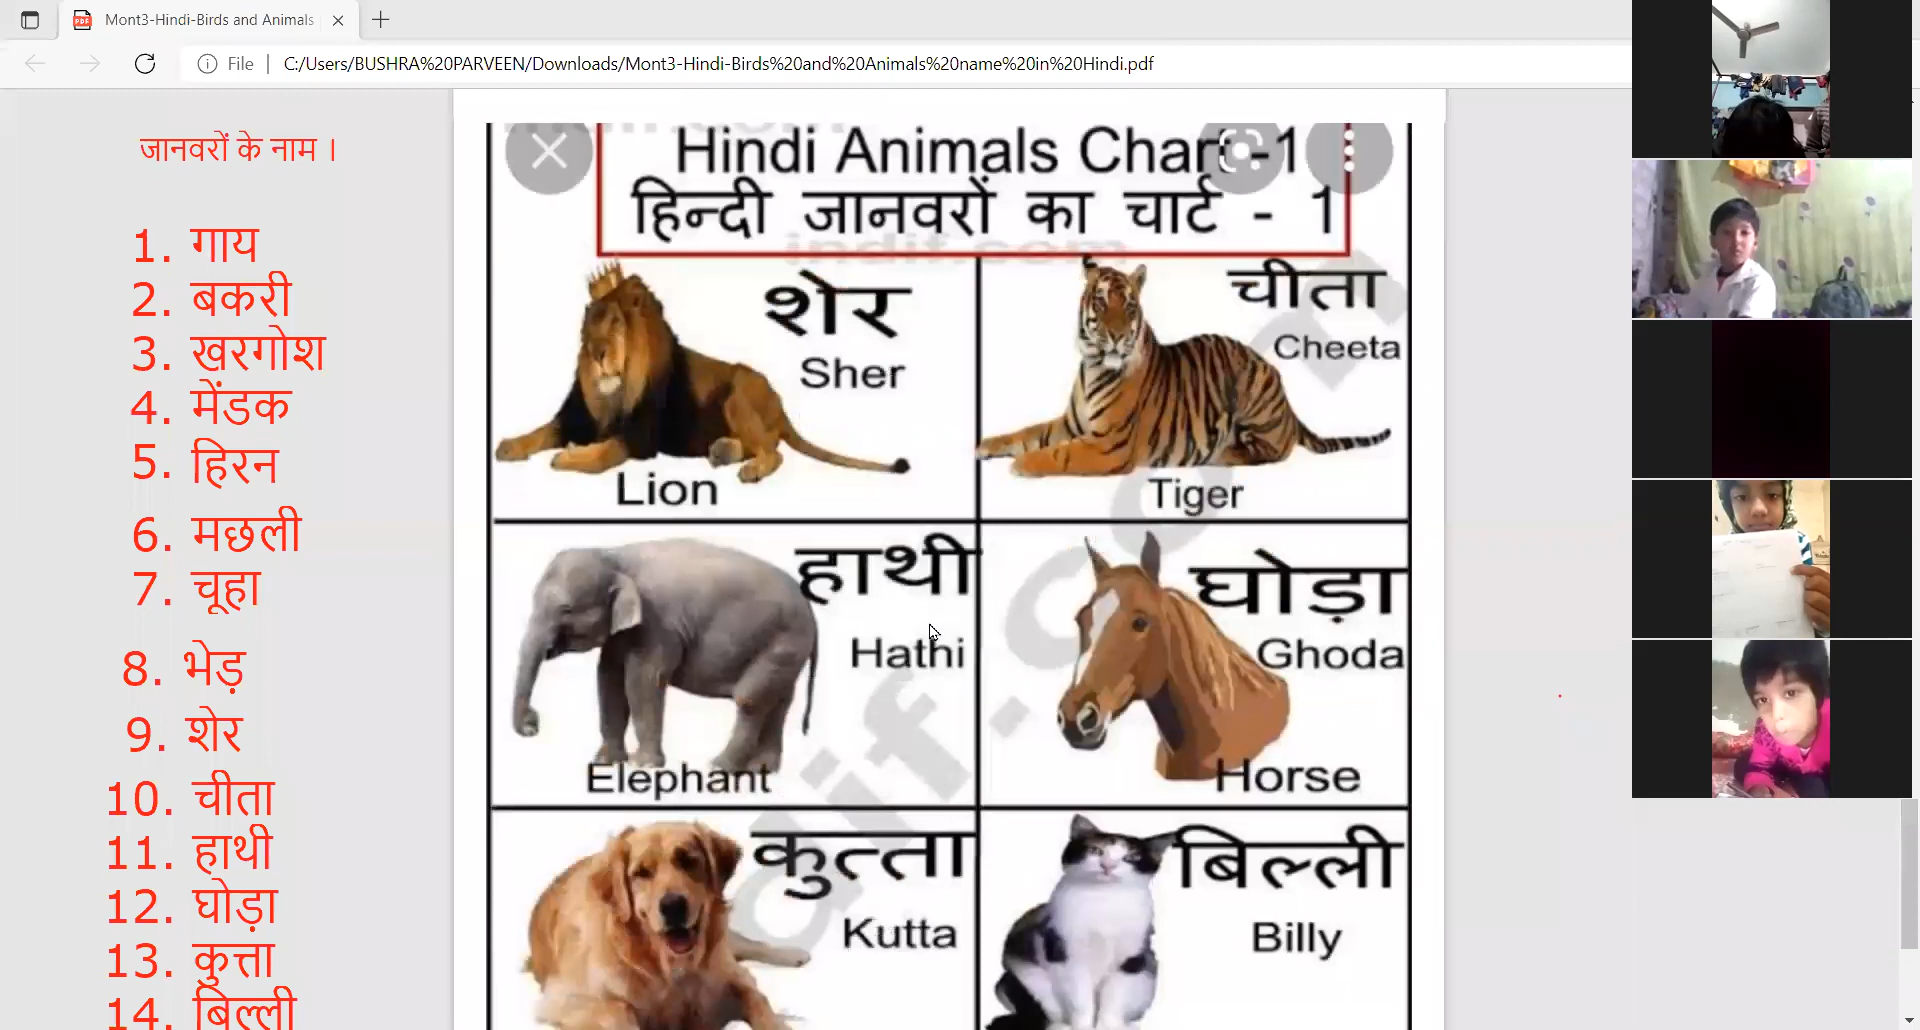 Mont3-Hindi-Birds and Animals
File
C:/Users/BUSHRA%20PARVEEN/Downloads/Mont3-Hindi-Birds%20and%20Animals%20name%20in%20Hindi.pdf
जानवरों के नाम ।
1. गाय
2. बकरी
3. खरगोश
4. मेंडक
5. हिरन
6. मछली
7. चूहा
8. भेड़
9. शेर
10. चीता
11. हाथी
12. घोड़ा
13. कुत्ता
14. बिल्ली
Hindi Animals Chart -1
हिन्दी जानवरों का चार्ट - 1
indif.com
शेर
Sher
Lion
चीता
Cheeta
Tiger
हाथी
Hathi
Elephant
घोड़ा
Ghoda
Horse
कुत्ता
Kutta
बिल्ली
Billy